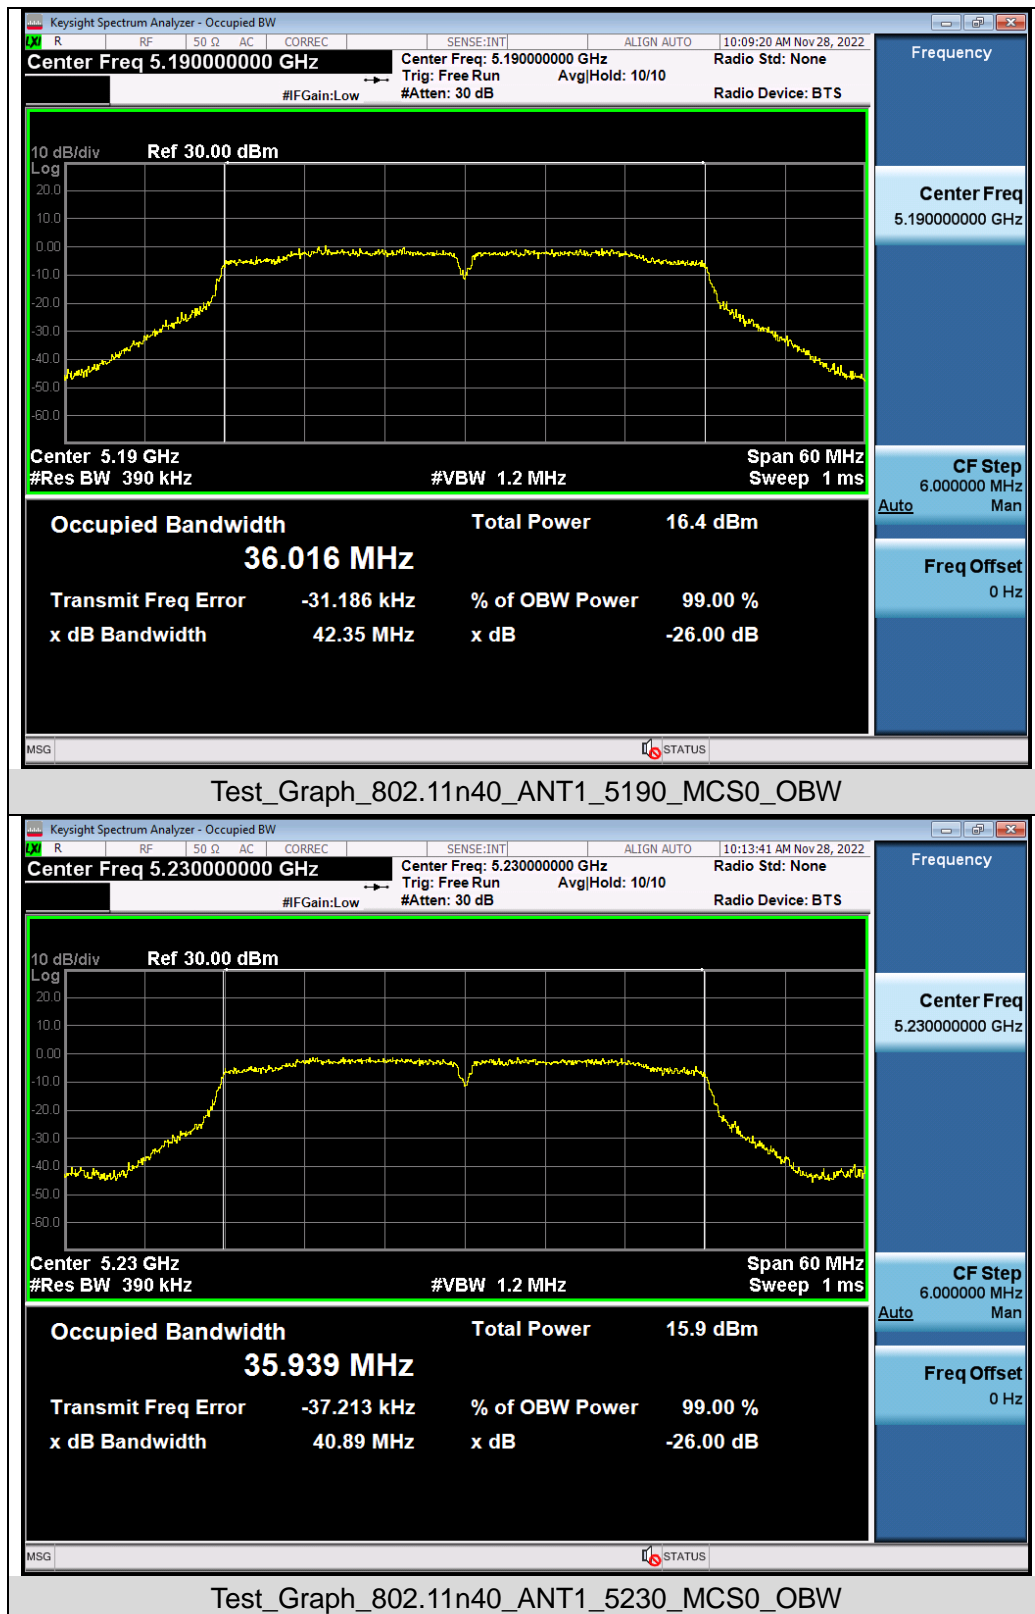 Keysight Spectrum Analyzer - Occupied BW
LXI R RF 50 Ω AC CORREC SENSE:INT ALIGN AUTO 10:09:20 AM Nov 28, 2022
Center Freq 5.190000000 GHz
Center Freq: 5.190000000 GHz
Radio Std: None
Trig: Free Run Avg|Hold: 10/10
#IFGain:Low
#Atten: 30 dB
Radio Device: BTS
Frequency
10 dB/div Ref 30.00 dBm
Log
20.0
10.0
0.00
-10.0
-20.0
-30.0
-40.0
-50.0
-60.0
Center Freq
5.190000000 GHz
Center 5.19 GHz Span 60 MHz
#Res BW 390 kHz #VBW 1.2 MHz Sweep 1 ms
CF Step
6.000000 MHz
Auto Man
Occupied Bandwidth Total Power 16.4 dBm
36.016 MHz
Transmit Freq Error -31.186 kHz % of OBW Power 99.00 %
x dB Bandwidth 42.35 MHz x dB -26.00 dB
Freq Offset
0 Hz
MSG STATUS
Test_Graph_802.11n40_ANT1_5190_MCS0_OBW
Keysight Spectrum Analyzer - Occupied BW
LXI R RF 50 Ω AC CORREC SENSE:INT ALIGN AUTO 10:13:41 AM Nov 28, 2022
Center Freq 5.230000000 GHz
Center Freq: 5.230000000 GHz
Radio Std: None
Trig: Free Run Avg|Hold: 10/10
#IFGain:Low
#Atten: 30 dB
Radio Device: BTS
Frequency
10 dB/div Ref 30.00 dBm
Log
20.0
10.0
0.00
-10.0
-20.0
-30.0
-40.0
-50.0
-60.0
Center Freq
5.230000000 GHz
Center 5.23 GHz Span 60 MHz
#Res BW 390 kHz #VBW 1.2 MHz Sweep 1 ms
CF Step
6.000000 MHz
Auto Man
Occupied Bandwidth Total Power 15.9 dBm
35.939 MHz
Transmit Freq Error -37.213 kHz % of OBW Power 99.00 %
x dB Bandwidth 40.89 MHz x dB -26.00 dB
Freq Offset
0 Hz
MSG STATUS
Test_Graph_802.11n40_ANT1_5230_MCS0_OBW